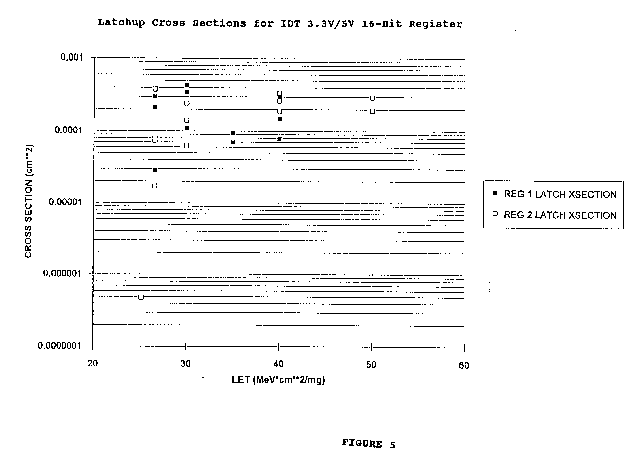 Latchup Cross Sections for IDT 3.3V/5V 16-Bit Register
0.001
0.0001
0.00001
0.000001
0.0000001
CROSS SECTION (cm**2)
20 30 40 50 60
LET (MeV*cm**2/mg)
REG 1 LATCH XSECTION
REG 2 LATCH XSECTION
FIGURE 5